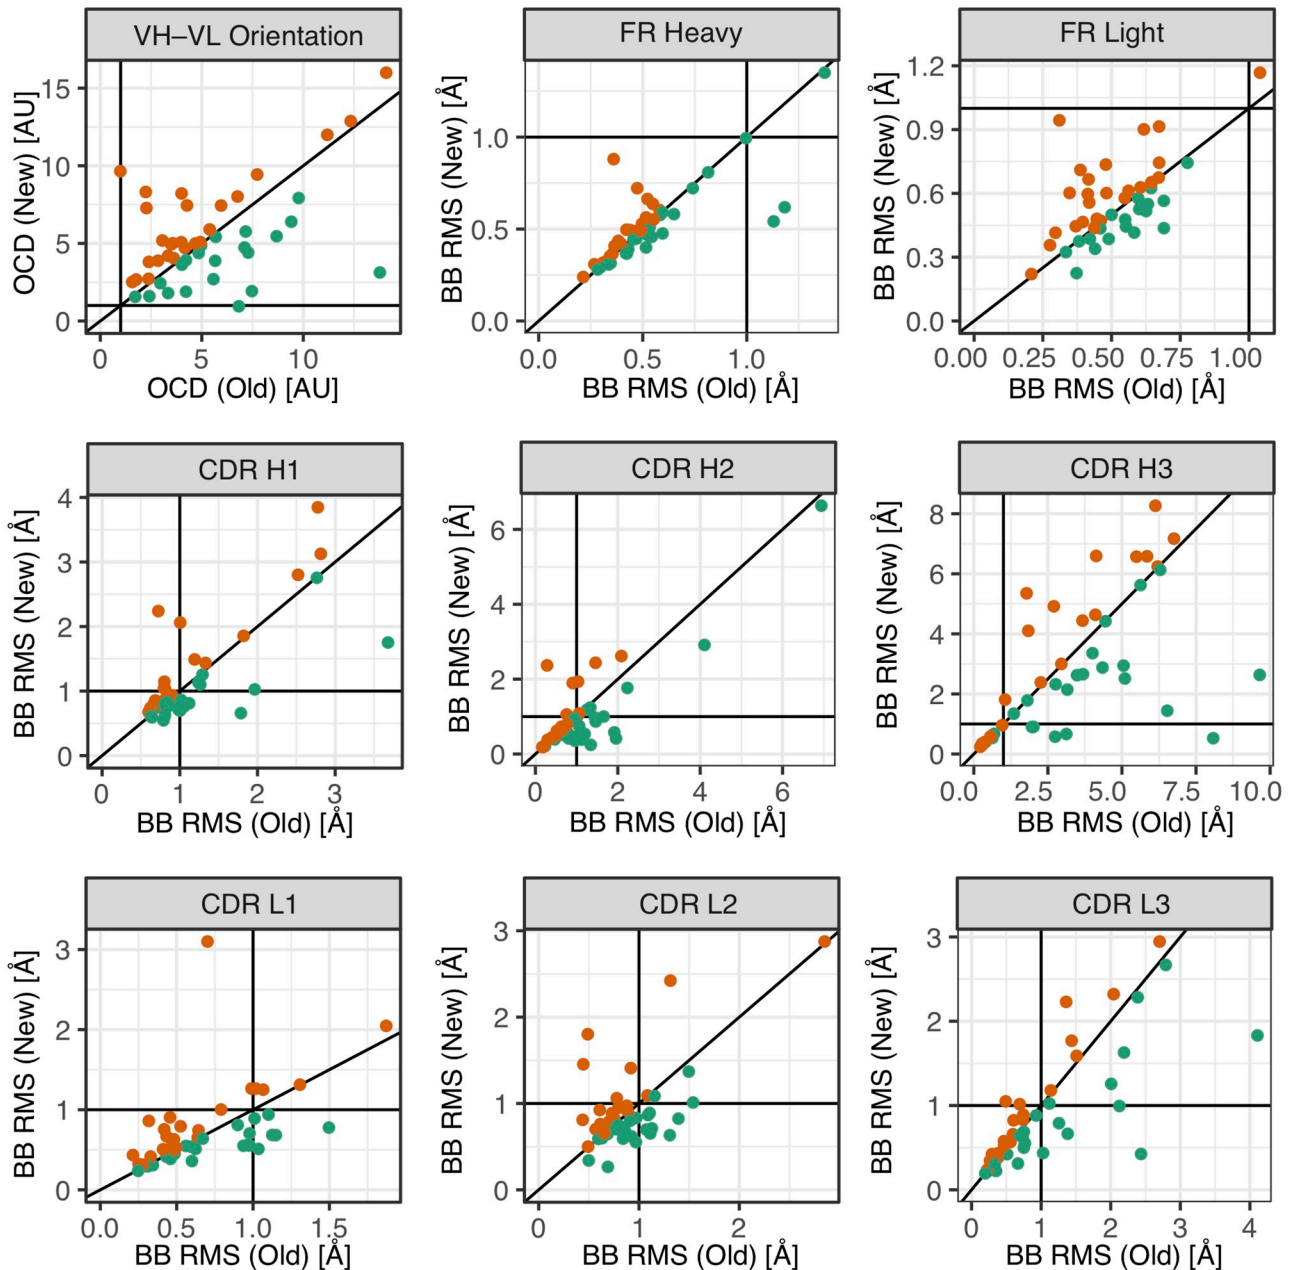 VH–VL Orientation
FR Heavy
FR Light
OCD (New) [AU]
15
10
5
0
0
5
10
OCD (Old) [AU]
BB RMS (New) [Å]
1.0
0.5
0.0
0.0
0.5
1.0
BB RMS (Old) [Å]
BB RMS (New) [Å]
1.2
0.9
0.6
0.3
0.0
0.00
0.25
0.50
0.75
1.00
BB RMS (Old) [Å]
CDR H1
CDR H2
CDR H3
BB RMS (New) [Å]
4
3
2
1
0
0
1
2
3
BB RMS (Old) [Å]
BB RMS (New) [Å]
6
4
2
0
0
2
4
6
BB RMS (Old) [Å]
BB RMS (New) [Å]
8
6
4
2
0
0.0
2.5
5.0
7.5
10.0
BB RMS (Old) [Å]
CDR L1
CDR L2
CDR L3
BB RMS (New) [Å]
3
2
1
0
0.0
0.5
1.0
1.5
BB RMS (Old) [Å]
BB RMS (New) [Å]
3
2
1
0
0
1
2
BB RMS (Old) [Å]
BB RMS (New) [Å]
3
2
1
0
0
1
2
3
4
BB RMS (Old) [Å]